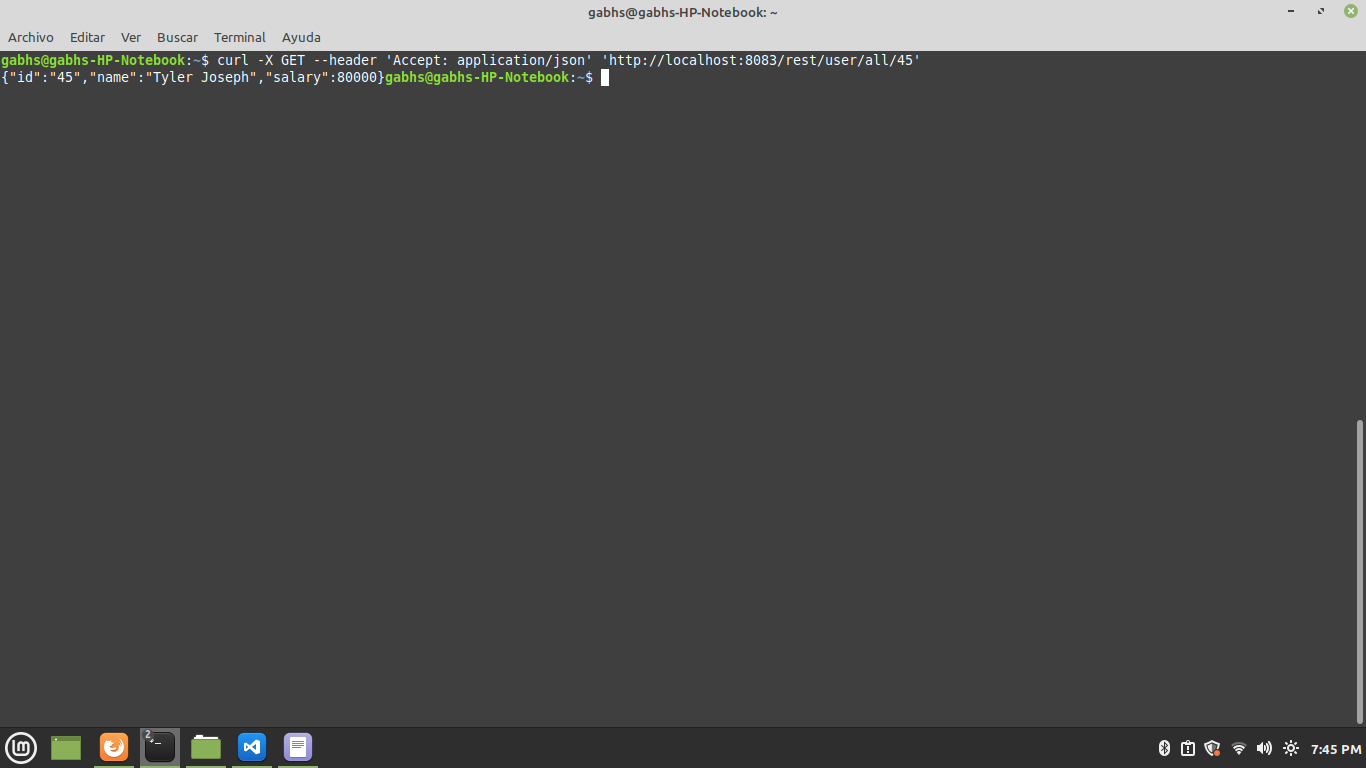 gabhs@gabhs-HP-Notebook: ~
Archivo Editar Ver Buscar Terminal Ayuda
gabhs@gabhs-HP-Notebook:~$ curl -X GET --header 'Accept: application/json' 'http://localhost:8083/rest/user/all/45'
{"id":"45","name":"Tyler Joseph","salary":80000}gabhs@gabhs-HP-Notebook:~$
2
7:45 PM